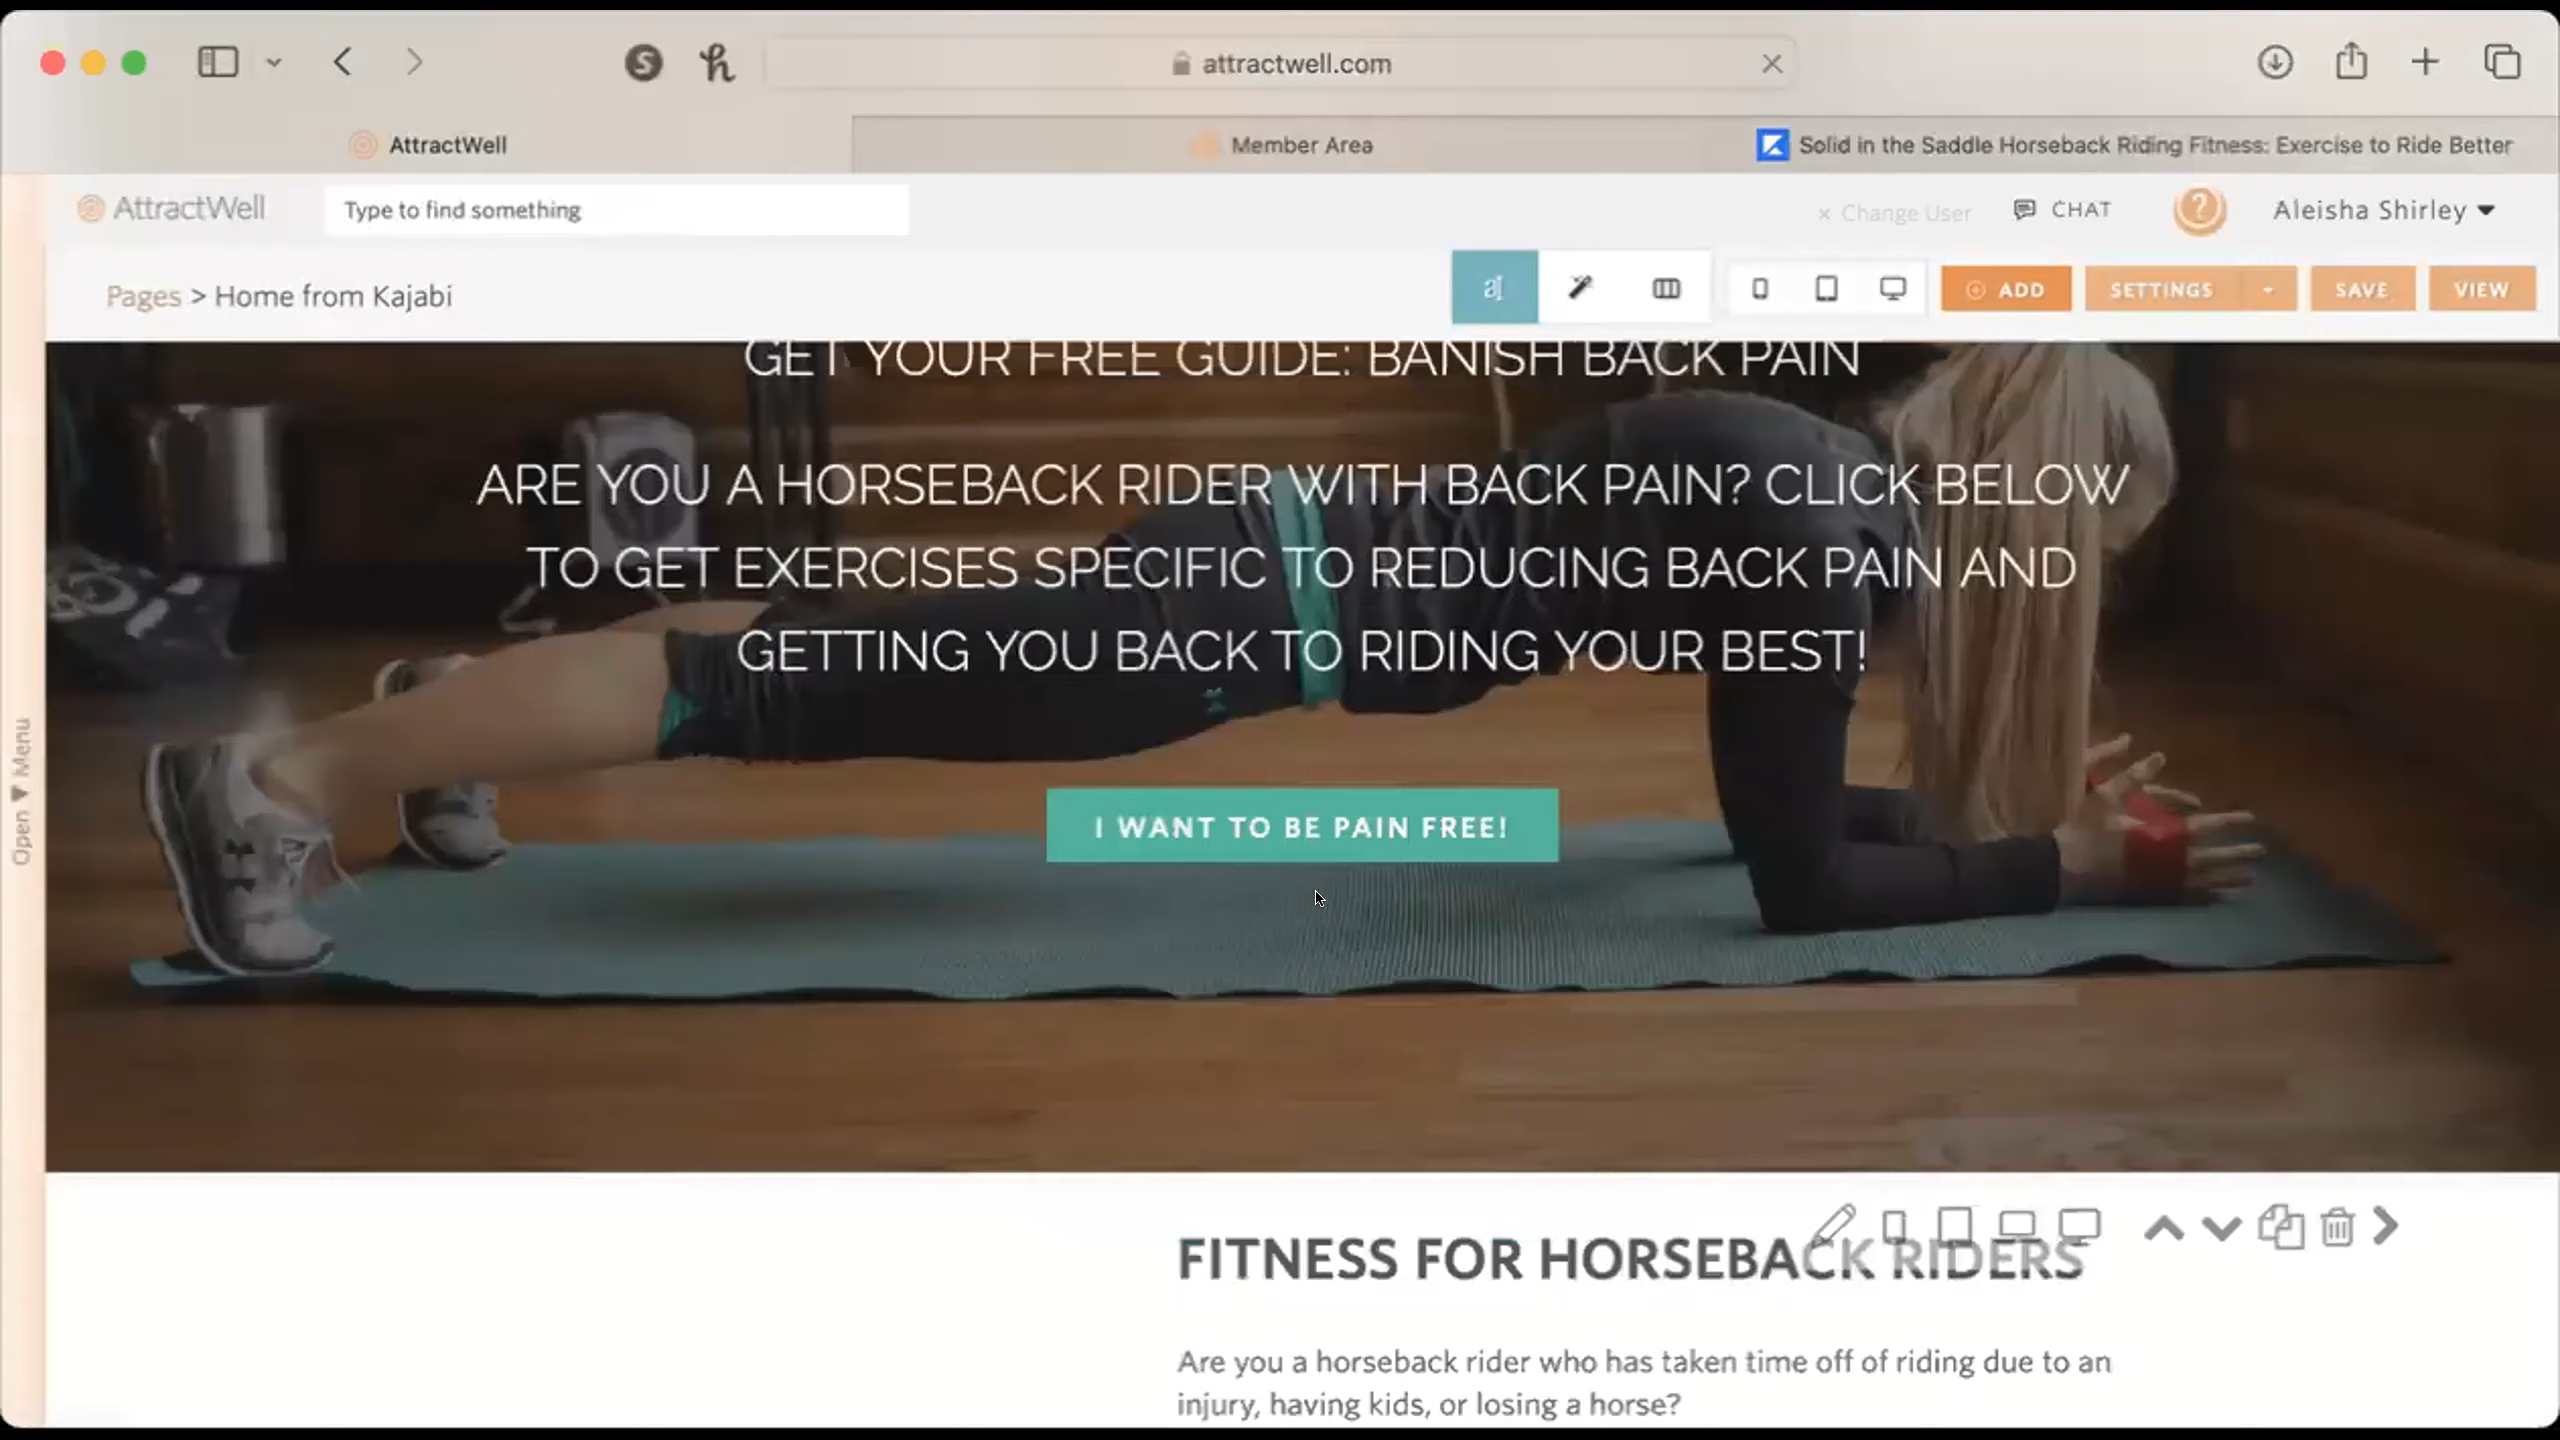 attractwell.com
AttractWell
Member Area
Solid in the Saddle Horseback Riding Fitness: Exercise to Ride Better
AttractWell
Type to find something
× Change User
CHAT
?
Aleisha Shirley
Pages > Home from Kajabi
a
ADD
SETTINGS
SAVE
VIEW
GET YOUR FREE GUIDE: BANISH BACK PAIN
ARE YOU A HORSEBACK RIDER WITH BACK PAIN? CLICK BELOW
TO GET EXERCISES SPECIFIC TO REDUCING BACK PAIN AND
GETTING YOU BACK TO RIDING YOUR BEST!
Open Menu
I WANT TO BE PAIN FREE!
FITNESS FOR HORSEBACK RIDERS
Are you a horseback rider who has taken time off of riding due to an
injury, having kids, or losing a horse?